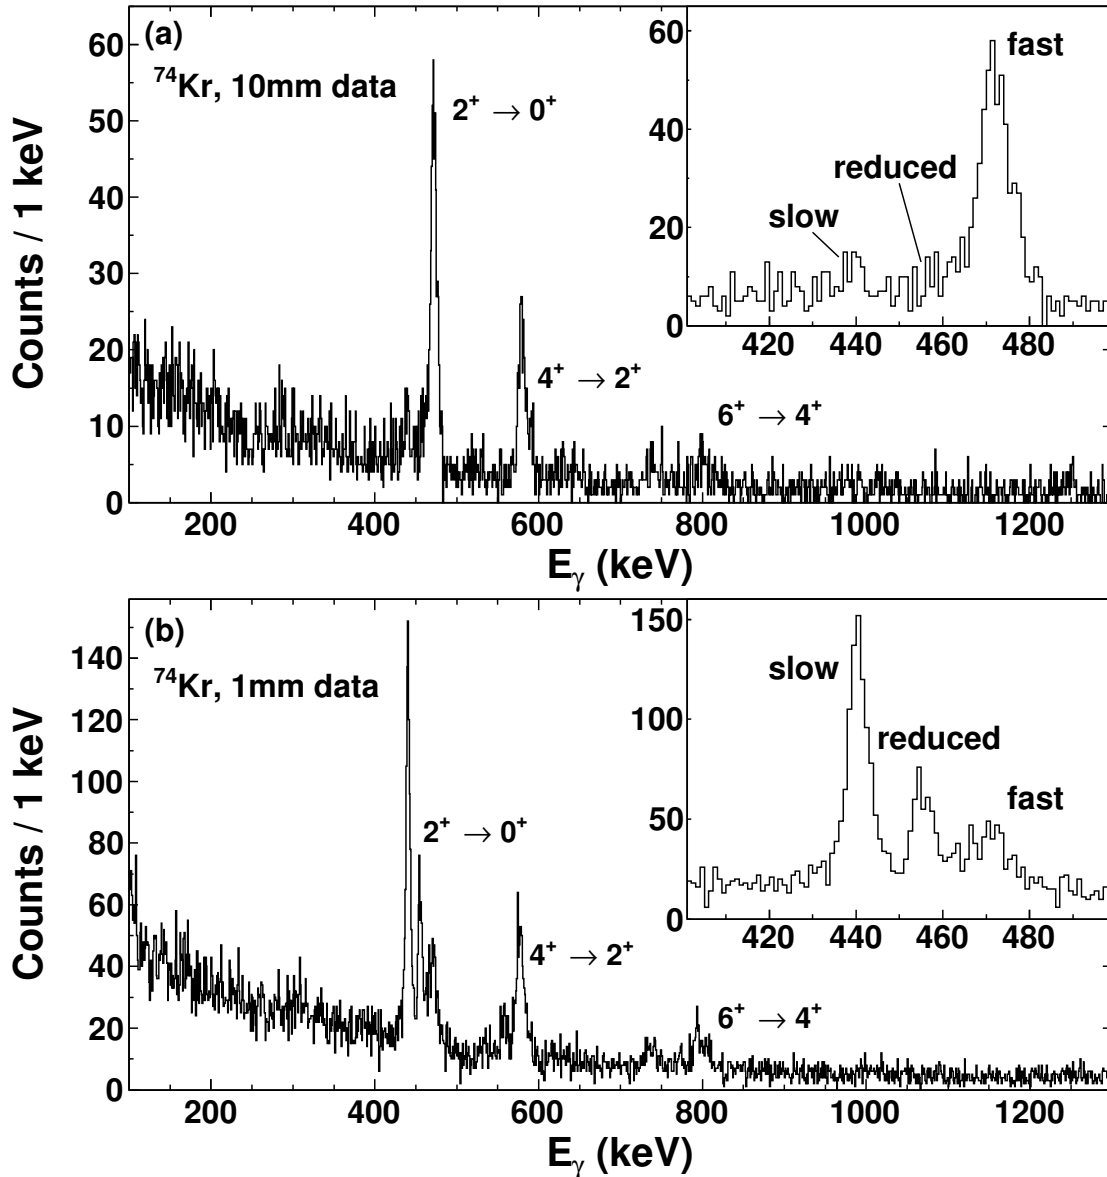 (a)
⁷⁴Kr, 10mm data
2⁺ → 0⁺
4⁺ → 2⁺
6⁺ → 4⁺
Counts / 1 keV
60
50
40
30
20
10
0
200 400 600 800 1000 1200
E_γ (keV)
fast
reduced
slow
60
40
20
0
420 440 460 480
(b)
⁷⁴Kr, 1mm data
2⁺ → 0⁺
4⁺ → 2⁺
6⁺ → 4⁺
Counts / 1 keV
140
120
100
80
60
40
20
0
200 400 600 800 1000 1200
E_γ (keV)
slow
reduced
fast
150
100
50
0
420 440 460 480